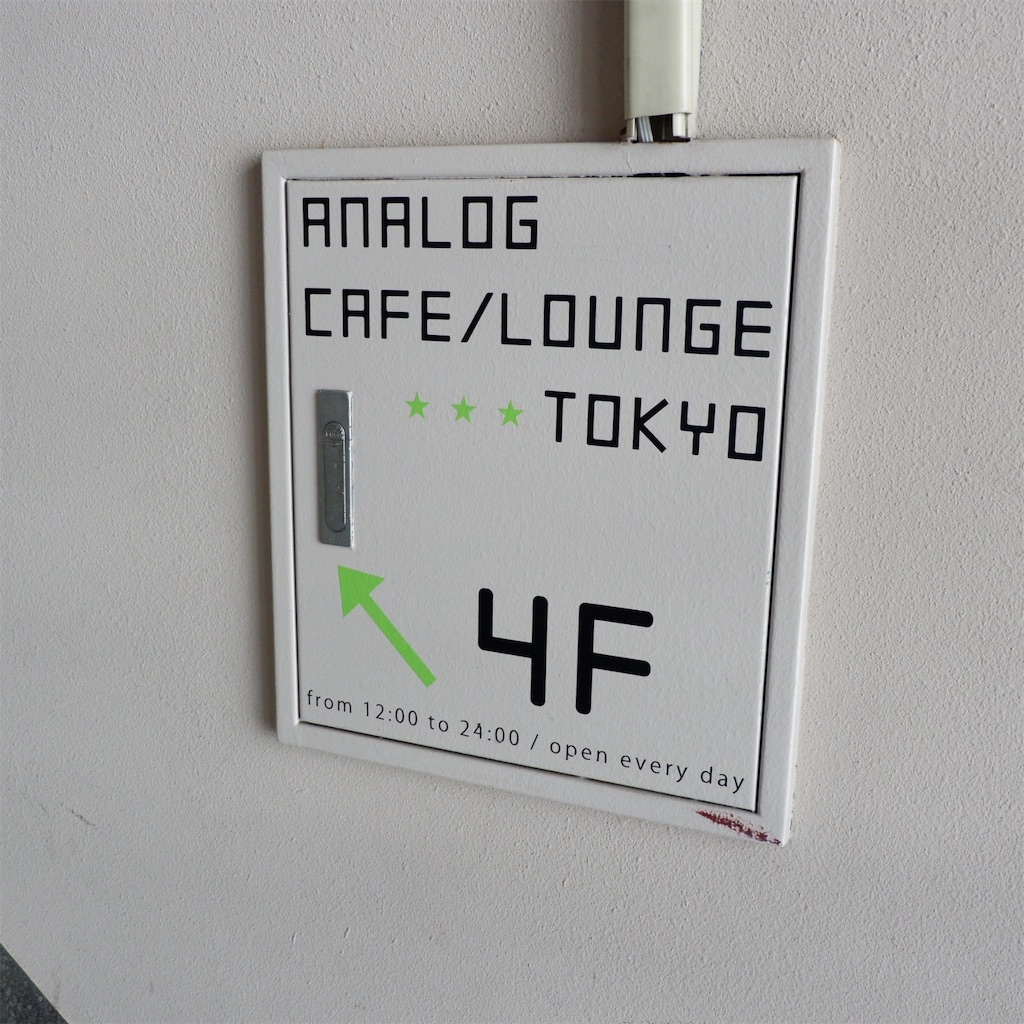 ANALOG
CAFE/LOUNGE
★★★TOKYO
4F
from 12:00 to 24:00 / open every day